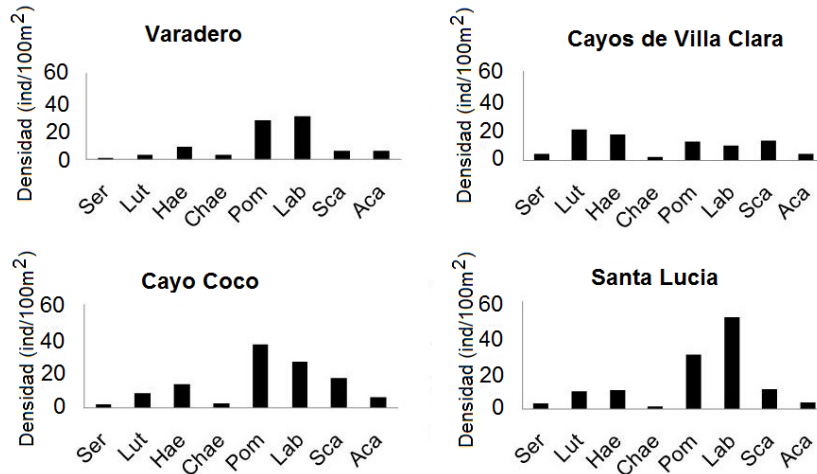 Varadero
Densidad (ind/100m²)
60
40
20
0
Ser Lut Hae Chae Pom Lab Sca Aca
Cayos de Villa Clara
Densidad (ind/100m²)
60
40
20
0
Ser Lut Hae Chae Pom Lab Sca Aca
Cayo Coco
Densidad (ind/100m²)
60
40
20
0
Ser Lut Hae Chae Pom Lab Sca Aca
Santa Lucia
Densidad (ind/100m²)
60
40
20
0
Ser Lut Hae Chae Pom Lab Sca Aca